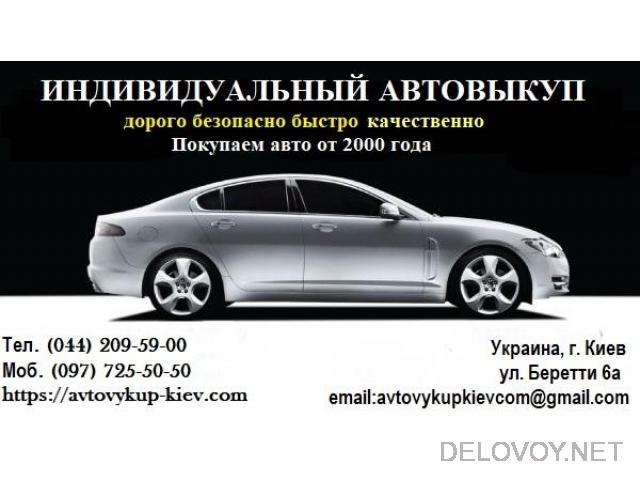 ИНДИВИДУАЛЬНЫЙ АВТОВЫКУП
дорого безопасно быстро качественно
Покупаем авто от 2000 года
Тел. (044) 209-59-00
Моб. (097) 725-50-50
https://avtovykup-kiev.com
Украина, г. Киев
ул. Беретти 6а
email:avtovykupkievcom@gmail.com
DELOVOY.NET